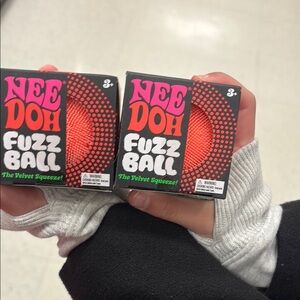 NEE
DOH
FUZZ
BALL
The Velvet Squeeze!
3+
NEE
DOH
FUZZ
BALL
The Velvet Squeeze!
3+